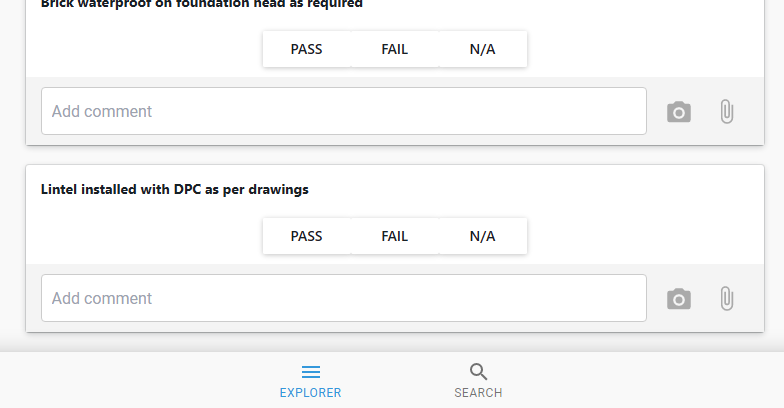 Brick waterproof on foundation head as required
PASS FAIL N/A
Add comment
Lintel installed with DPC as per drawings
PASS FAIL N/A
Add comment
EXPLORER SEARCH